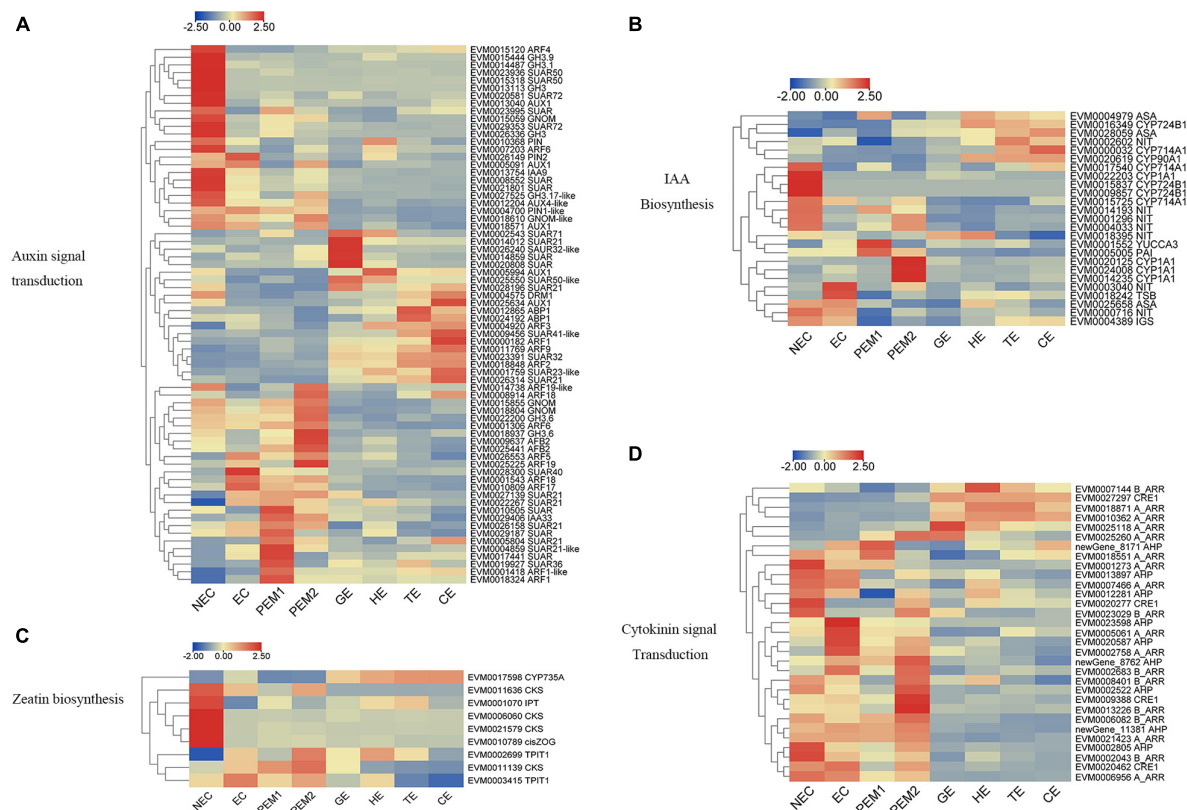 A
-2.50 0.00 2.50
EVM0015120 ARF4
EVM0015444 GH3.9
EVM0014487 GH3.1
EVM0023936 SUAR50
EVM0015318 SUAR50
EVM0013113 GH3
EVM0020581 SUAR72
EVM0013040 AUX1
EVM0023995 SUAR
EVM0015059 GNOM
EVM0029353 SUAR72
EVM0026336 GH3
EVM0010368 PIN
EVM0007203 ARF6
EVM0026149 PIN2
EVM0005091 AUX1
EVM0013754 IAA9
EVM0008552 SUAR
EVM0021801 SUAR
EVM0027525 GH3.17-like
EVM0012204 AUX4-like
EVM0004700 PIN1-like
EVM0018610 GNOM-like
EVM0018571 AUX1
EVM0002543 SUAR71
EVM0014012 SUAR21
EVM0026240 SAUR32-like
EVM0014859 SUAR
EVM0020808 SUAR
EVM0005994 AUX1
EVM0025550 SUAR50-like
EVM0028196 SUAR21
EVM0004575 DRM1
EVM0025634 AUX1
EVM0012865 ABP1
EVM0024192 ABP1
EVM0004920 ARF3
EVM0009456 SUAR41-like
EVM0000182 ARF1
EVM0011769 ARF9
EVM0023391 SUAR32
EVM0018848 ARF2
EVM0001759 SUAR23-like
EVM0026314 SUAR21
EVM0014738 ARF19-like
EVM0008914 ARF18
EVM0015855 GNOM
EVM0018804 GNOM
EVM0022200 GH3.6
EVM0001306 ARF6
EVM0018937 GH3.6
EVM0009637 AFB2
EVM0025441 AFB2
EVM0026553 ARF5
EVM0025225 ARF19
EVM0028300 SUAR40
EVM0001543 ARF18
EVM0010809 ARF17
EVM0027139 SUAR21
EVM0022267 SUAR21
EVM0010505 SUAR
EVM0029406 IAA33
EVM0026158 SUAR21
EVM0029187 SUAR
EVM0005804 SUAR21
EVM0004859 SUAR21-like
EVM0017441 SUAR
EVM0019927 SUAR36
EVM0001418 ARF1-like
EVM0018324 ARF1
Auxin signal
transduction
NEC EC PEM1 PEM2 GE HE TE CE
B
-2.00 0.00 2.50
EVM0004979 ASA
EVM0016349 CYP724B1
EVM0028059 ASA
EVM0002602 NIT
EVM0000032 CYP714A1
EVM0020619 CYP90A1
EVM0017540 CYP714A1
EVM0022203 CYP1A1
EVM0015837 CYP724B1
EVM0009857 CYP724B1
EVM0015725 CYP714A1
EVM0014193 NIT
EVM0001296 NIT
EVM0004033 NIT
EVM0018395 NIT
EVM0001552 YUCCA3
EVM0005005 PAI
EVM0020125 CYP1A1
EVM0024008 CYP1A1
EVM0014235 CYP1A1
EVM0003040 NIT
EVM0018242 TSB
EVM0025658 ASA
EVM0000716 NIT
EVM0004389 IGS
IAA
Biosynthesis
NEC EC PEM1 PEM2 GE HE TE CE
C
-2.00 0.00 2.50
Zeatin biosynthesis
EVM0017598 CYP735A
EVM0011636 CKS
EVM0001070 IPT
EVM0006060 CKS
EVM0021579 CKS
EVM0010789 cisZOG
EVM0002699 TPIT1
EVM0011139 CKS
EVM0003415 TPIT1
NEC EC PEM1 PEM2 GE HE TE CE
D
-2.00 0.00 2.50
EVM0007144 B_ARR
EVM0027297 CRE1
EVM0018871 A_ARR
EVM0010362 A_ARR
EVM0025118 A_ARR
EVM0025260 A_ARR
newGene_8171 AHP
EVM0018551 A_ARR
EVM0001273 A_ARR
EVM0013897 AHP
EVM0007466 A_ARR
EVM0012281 AHP
EVM0020277 CRE1
EVM0023029 B_ARR
EVM0023598 AHP
EVM0005061 A_ARR
EVM0020587 AHP
EVM0002758 A_ARR
newGene_8762 AHP
EVM0002683 B_ARR
EVM0008401 B_ARR
EVM0002522 AHP
EVM0009388 CRE1
EVM0013226 B_ARR
EVM0006082 B_ARR
newGene_11381 AHP
EVM0021423 A_ARR
EVM0002805 AHP
EVM0002043 B_ARR
EVM0020462 CRE1
EVM0006956 A_ARR
Cytokinin signal
Transduction
NEC EC PEM1 PEM2 GE HE TE CE